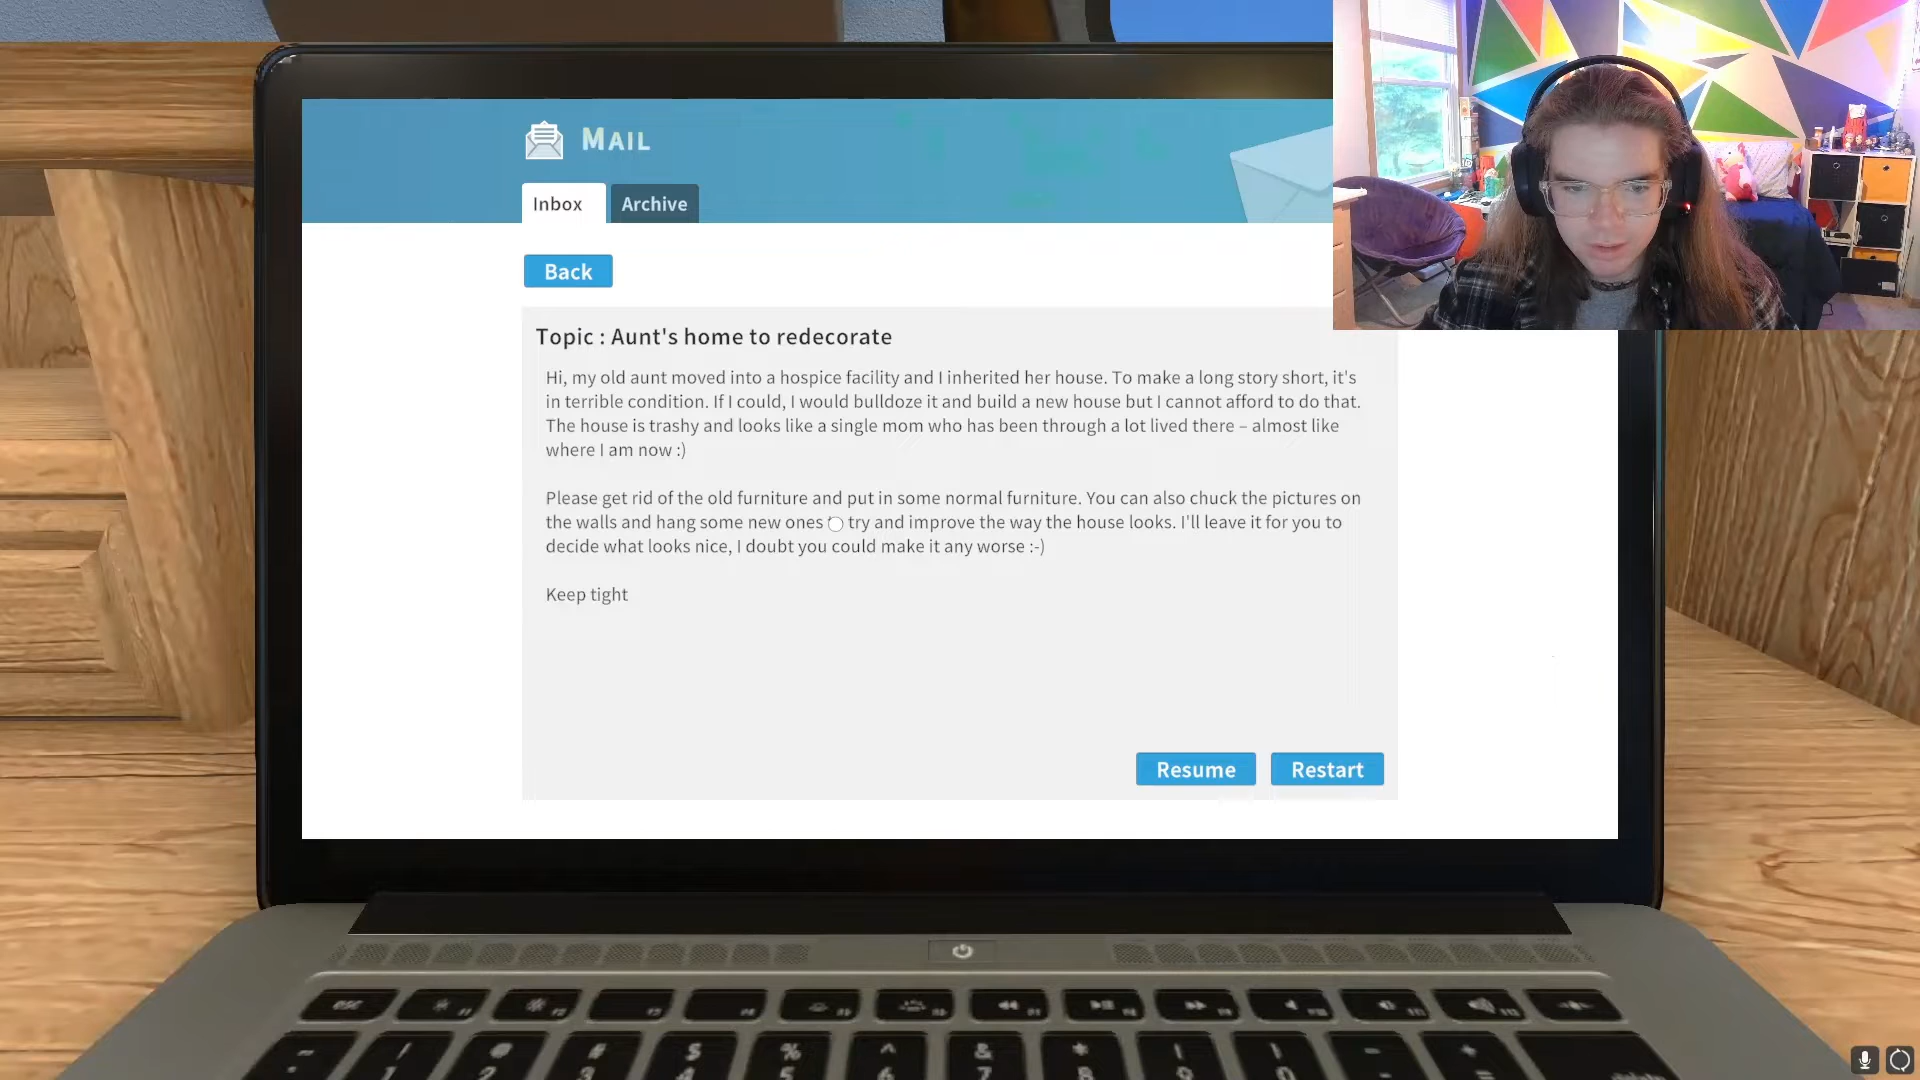 MAIL
Inbox
Archive
Back
Topic : Aunt's home to redecorate
Hi, my old aunt moved into a hospice facility and I inherited her house. To make a long story short, it's
in terrible condition. If I could, I would bulldoze it and build a new house but I cannot afford to do that.
The house is trashy and looks like a single mom who has been through a lot lived there – almost like
where I am now :)
Please get rid of the old furniture and put in some normal furniture. You can also chuck the pictures on
the walls and hang some new ones try and improve the way the house looks. I'll leave it for you to
decide what looks nice, I doubt you could make it any worse :-)
Keep tight
Resume
Restart
esc